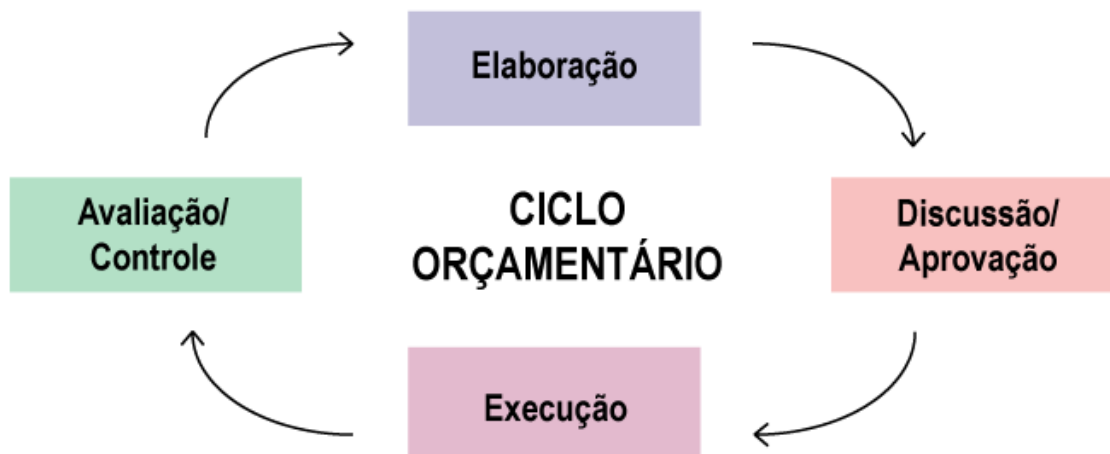 Elaboração
Avaliação/
Controle
CICLO
ORÇAMENTÁRIO
Discussão/
Aprovação
Execução